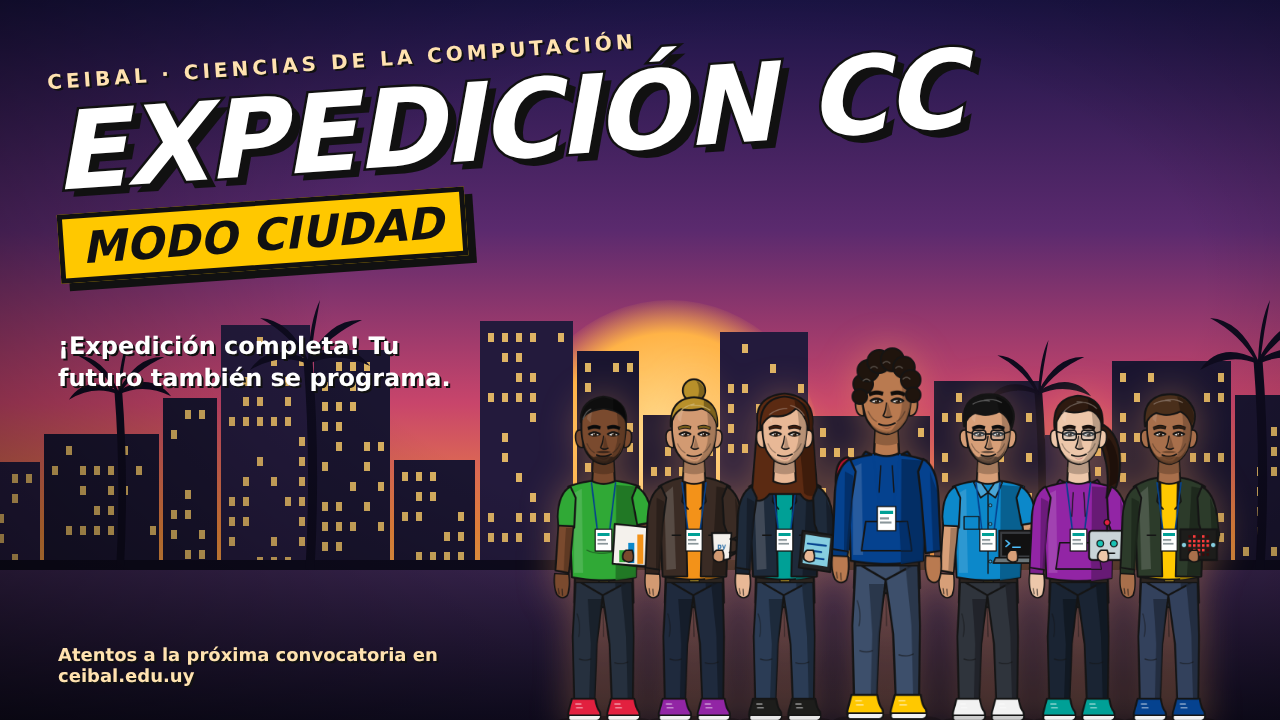 CEIBAL · CIENCIAS DE LA COMPUTACIÓN
EXPEDICIÓN CC
MODO CIUDAD
¡Expedición completa! Tu
futuro también se programa.
Atentos a la próxima convocatoria en
ceibal.edu.uy